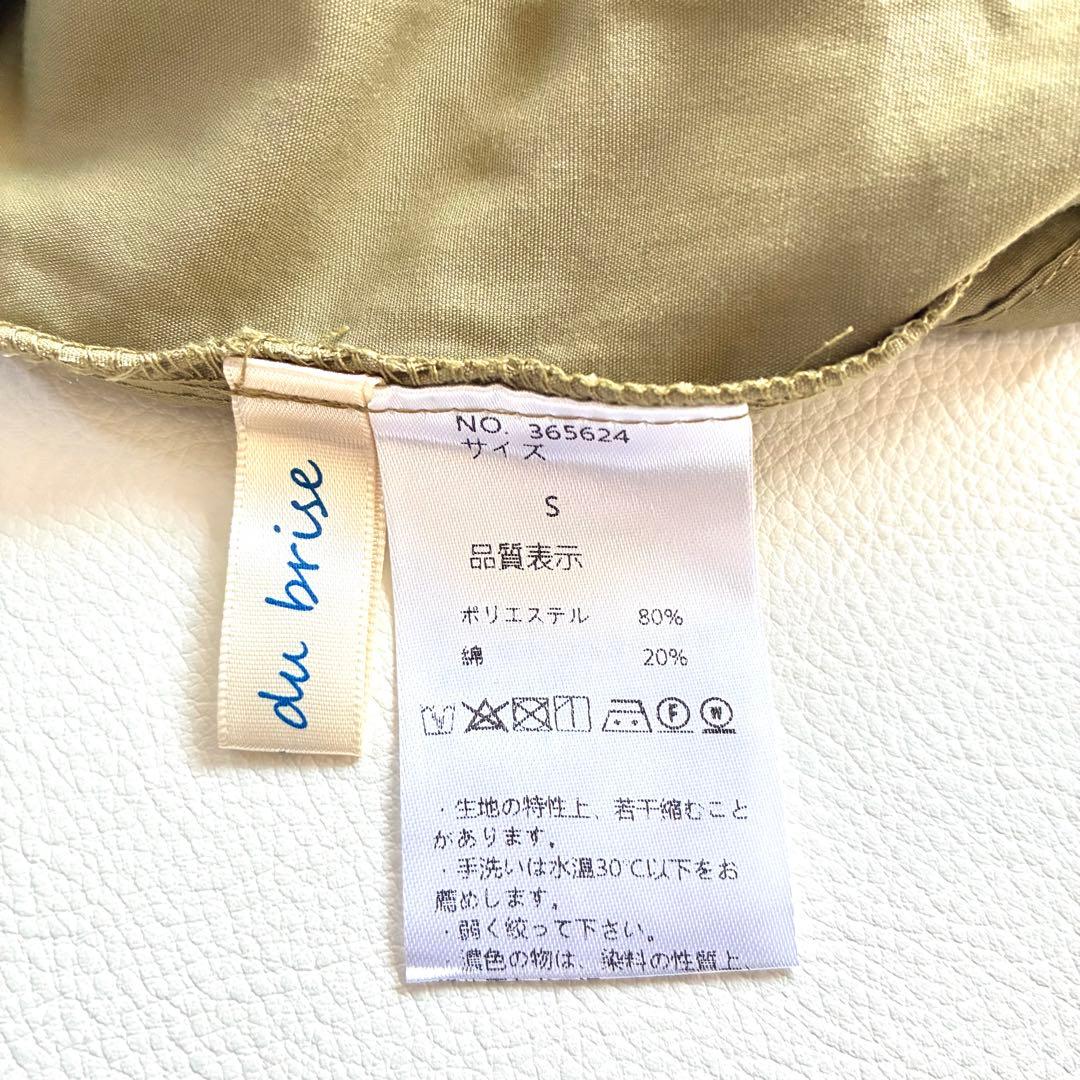 du brise
NO. 365624
サイズ
S
品質表示
ポリエステル 80%
綿 20%
F W
・生地の特性上、若干縮むこと
があります。
・手洗いは水温30℃以下をお
薦めします。
・弱く絞って下さい。
・濃色の物は、染料の性質上、